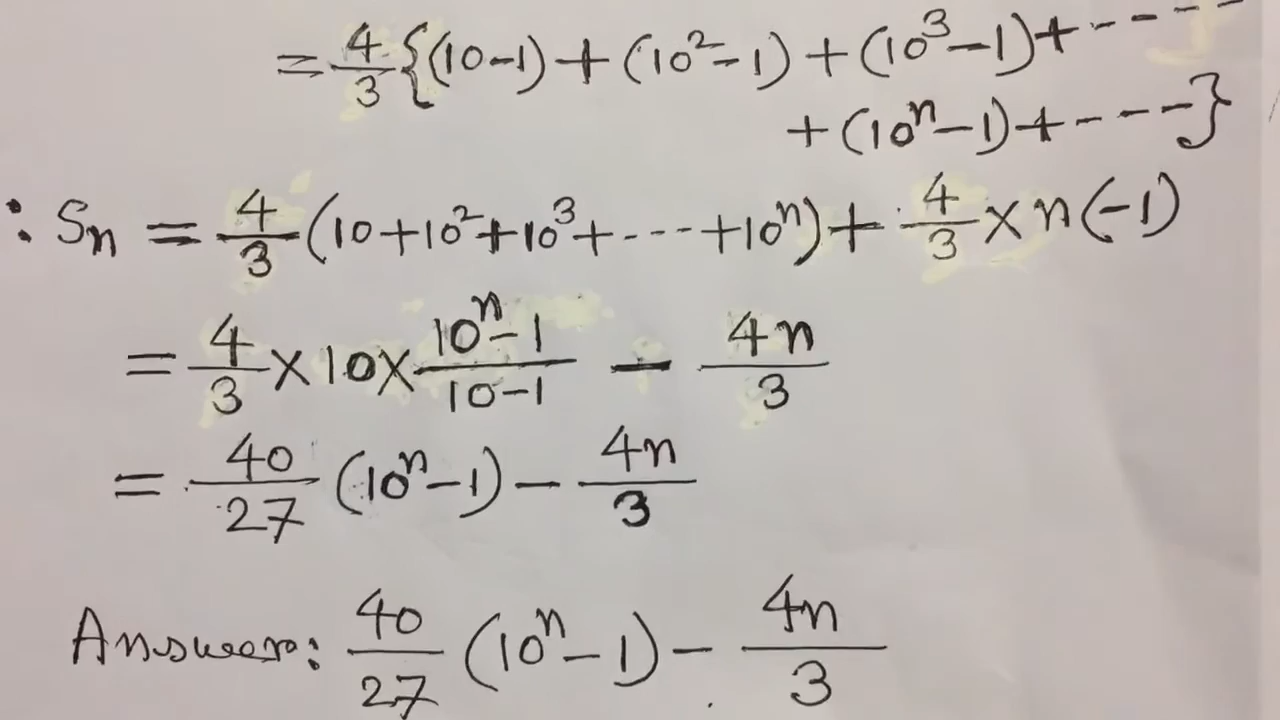 = 4/3 {(10-1) + (10² - 1) + (10³ - 1) + ----
+ (10ⁿ - 1) + ----}
: Sₙ = 4/3 (10 + 10² + 10³ + --- + 10ⁿ) + 4/3 × n(-1)
= 4/3 × 10 × (10ⁿ - 1)/(10 - 1) - 4n/3
= 40/27 (10ⁿ - 1) - 4n/3
Answer: 40/27 (10ⁿ - 1) - 4n/3